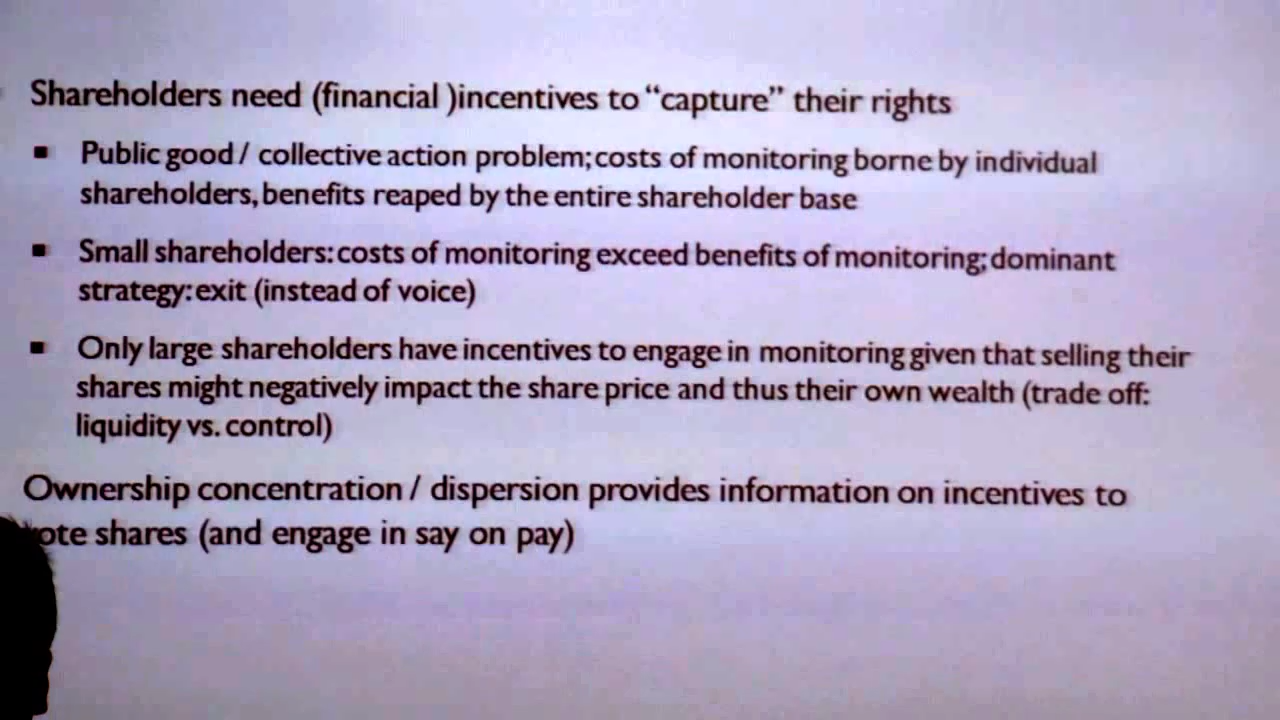 Shareholders need (financial )incentives to “capture” their rights
▪ Public good / collective action problem; costs of monitoring borne by individual
shareholders, benefits reaped by the entire shareholder base
▪ Small shareholders: costs of monitoring exceed benefits of monitoring; dominant
strategy: exit (instead of voice)
▪ Only large shareholders have incentives to engage in monitoring given that selling their
shares might negatively impact the share price and thus their own wealth (trade off:
liquidity vs. control)
Ownership concentration / dispersion provides information on incentives to
shares (and engage in say on pay)